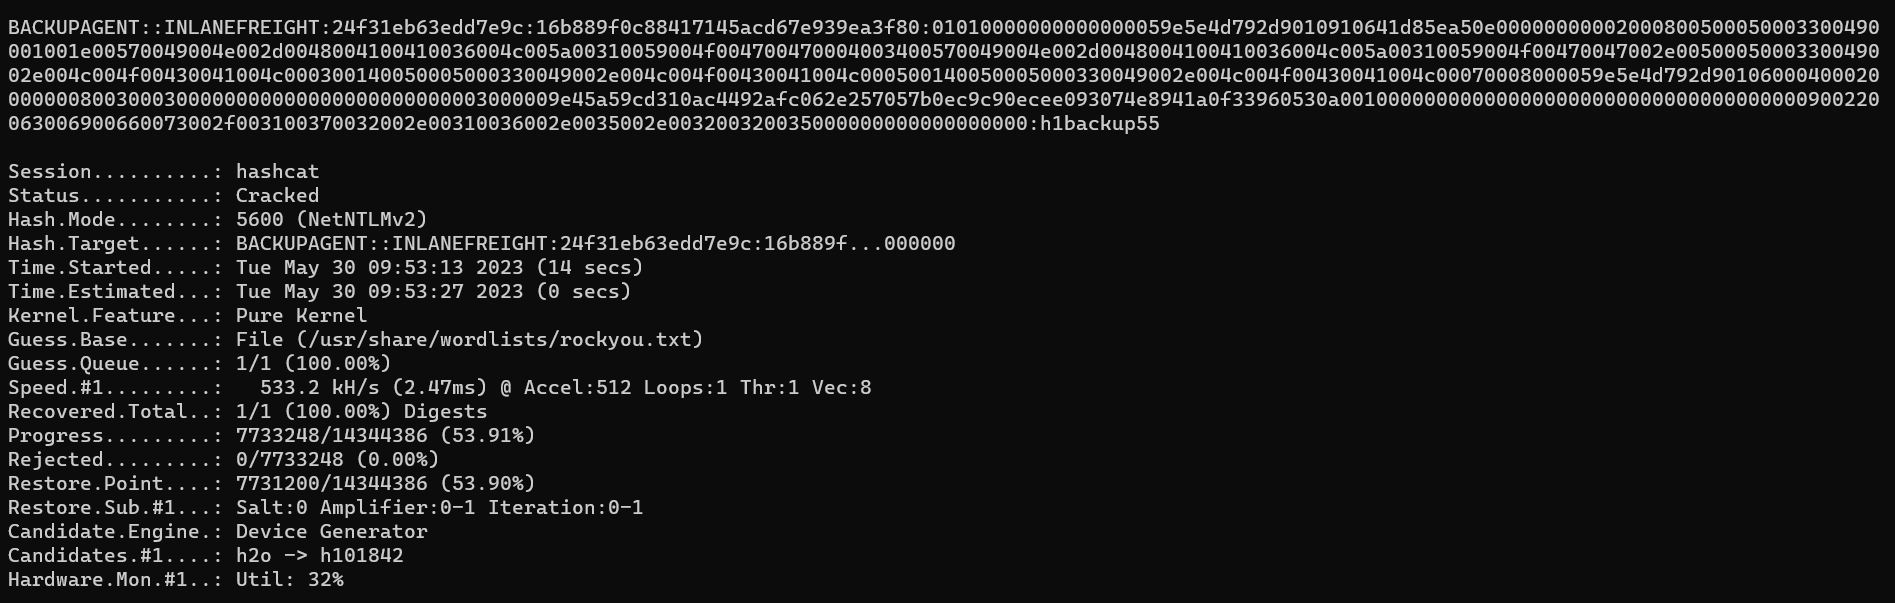 BACKUPAGENT::INLANEFREIGHT:24f31eb63edd7e9c:16b889f0c88417145acd67e939ea3f80:01010000000000000059e5e4d792d9010910641d85ea50e00000000002000800500050003300490
001001e00570049004e002d0048004100410036004c005a00310059004f004700470004003400570049004e002d0048004100410036004c005a00310059004f00470047002e00500050003300490
02e004c004f00430041004c000300140050005000330049002e004c004f00430041004c000500140050005000330049002e004c004f00430041004c00070008000059e5e4d792d90106000400020
0000008003000300000000000000000000000003000009e45a59cd310ac4492afc062e257057b0ec9c90ecee093074e8941a0f33960530a00100000000000000000000000000000000000900220
063006900660073002f003100370032002e00310036002e0035002e003200320035000000000000000000:h1backup55
Session..........: hashcat
Status...........: Cracked
Hash.Mode........: 5600 (NetNTLMv2)
Hash.Target......: BACKUPAGENT::INLANEFREIGHT:24f31eb63edd7e9c:16b889f...000000
Time.Started.....: Tue May 30 09:53:13 2023 (14 secs)
Time.Estimated...: Tue May 30 09:53:27 2023 (0 secs)
Kernel.Feature...: Pure Kernel
Guess.Base.......: File (/usr/share/wordlists/rockyou.txt)
Guess.Queue......: 1/1 (100.00%)
Speed.#1.........:   533.2 kH/s (2.47ms) @ Accel:512 Loops:1 Thr:1 Vec:8
Recovered.Total..: 1/1 (100.00%) Digests
Progress.........: 7733248/14344386 (53.91%)
Rejected.........: 0/7733248 (0.00%)
Restore.Point....: 7731200/14344386 (53.90%)
Restore.Sub.#1...: Salt:0 Amplifier:0-1 Iteration:0-1
Candidate.Engine.: Device Generator
Candidates.#1....: h2o -> h101842
Hardware.Mon.#1..: Util: 32%